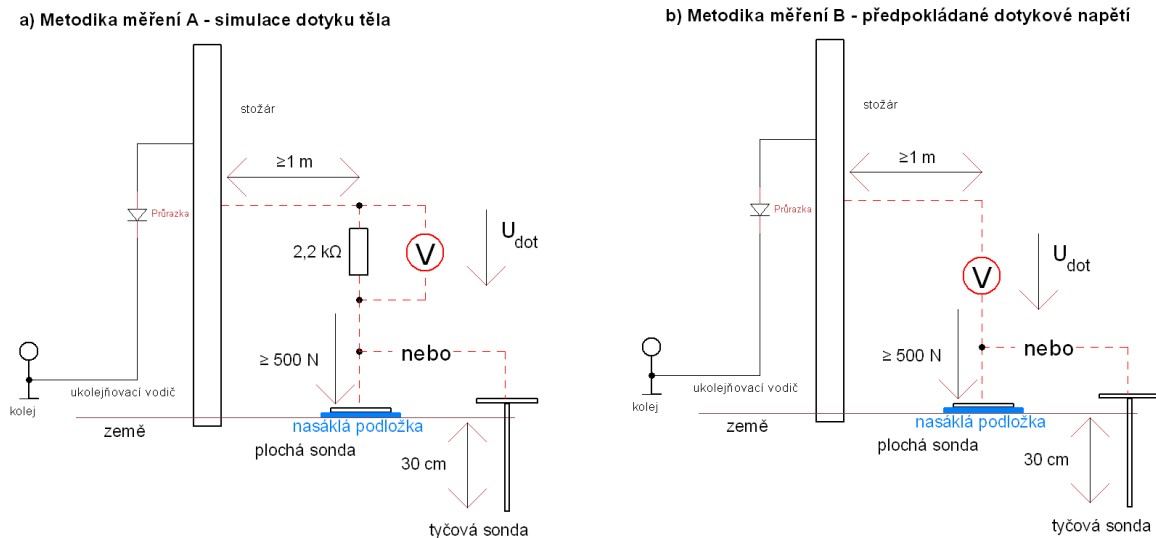 a) Metodika měření A - simulace dotyku těla
stožár
≥1 m
Průrazka
2,2 kΩ
V
U dot
≥ 500 N
nebo
kolej
ukolejňovací vodič
země
nasáklá podložka
plochá sonda
30 cm
tyčová sonda
b) Metodika měření B - předpokládané dotykové napětí
stožár
≥1 m
Průrazka
V
U dot
≥ 500 N
nebo
kolej
ukolejňovací vodič
země
nasáklá podložka
plochá sonda
30 cm
tyčová sonda